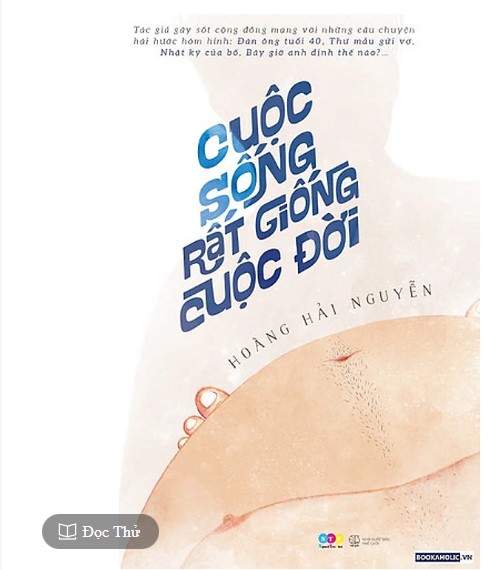 Tác giả gây sốt cộng đồng mạng với những câu chuyện
hài hước hóm hỉnh: Đàn ông tuổi 40, Thư mẫu gửi vợ,
Nhật ký của bố, Bây giờ anh định thế nào?...
CUỘC
SỐNG
RẤT GIỐNG
CUỘC ĐỜI
HOÀNG HẢI NGUYỄN
Đọc Thử
BOOKAHOLIC.VN